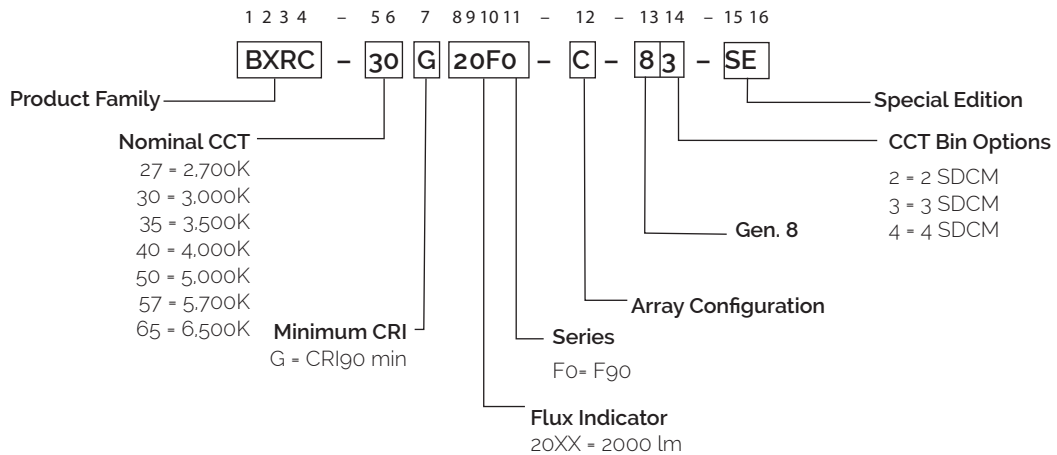 1 2 3 4 – 5 6 7 8 9 10 11 – 12 – 13 14 – 15 16
BXRC – 30 G 20F0 – C – 8 3 – SE
Product Family
Special Edition
Nominal CCT
27 = 2,700K
30 = 3,000K
35 = 3,500K
40 = 4,000K
50 = 5,000K
57 = 5,700K
65 = 6,500K
CCT Bin Options
2 = 2 SDCM
3 = 3 SDCM
4 = 4 SDCM
Gen. 8
Array Configuration
Minimum CRI
G = CRI90 min
Series
F0= F90
Flux Indicator
20XX = 2000 lm